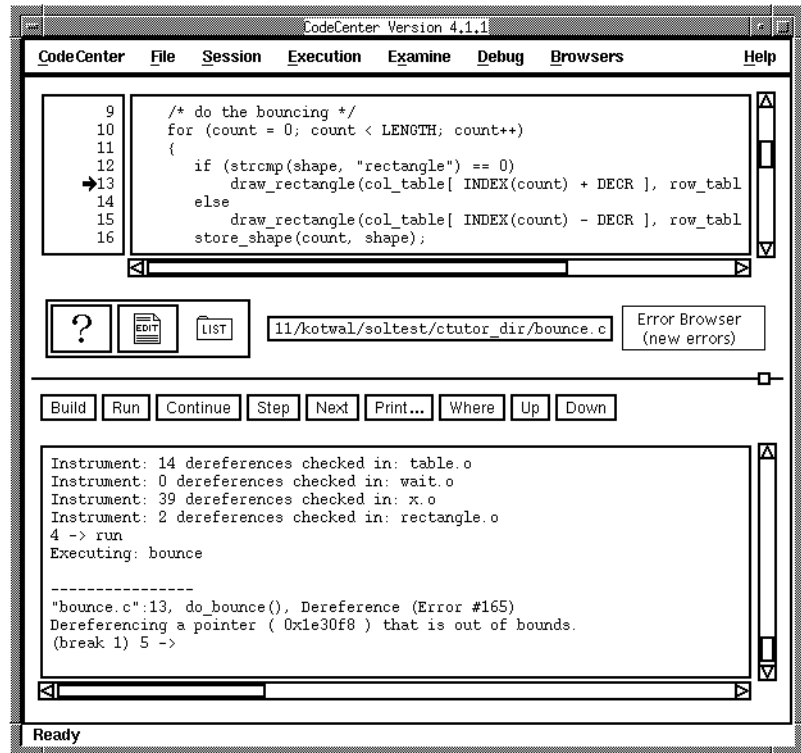 CodeCenter Version 4.1.1
CodeCenter File Session Execution Examine Debug Browsers Help
9 /* do the bouncing */
10 for (count = 0; count < LENGTH; count++)
11 {
12 if (strcmp(shape, "rectangle") == 0)
13 draw_rectangle(col_table[ INDEX(count) + DECR ], row_tabl
14 else
15 draw_rectangle(col_table[ INDEX(count) - DECR ], row_tabl
16 store_shape(count, shape);
? EDIT LIST 11/kotwal/soltest/ctutor_dir/bounce.c Error Browser
(new errors)
Build Run Continue Step Next Print... Where Up Down
Instrument: 14 dereferences checked in: table.o
Instrument: 0 dereferences checked in: wait.o
Instrument: 39 dereferences checked in: x.o
Instrument: 2 dereferences checked in: rectangle.o
4 -> run
Executing: bounce
----------------
"bounce.c":13, do_bounce(), Dereference (Error #165)
Dereferencing a pointer ( 0x1e30f8 ) that is out of bounds.
(break 1) 5 ->
Ready